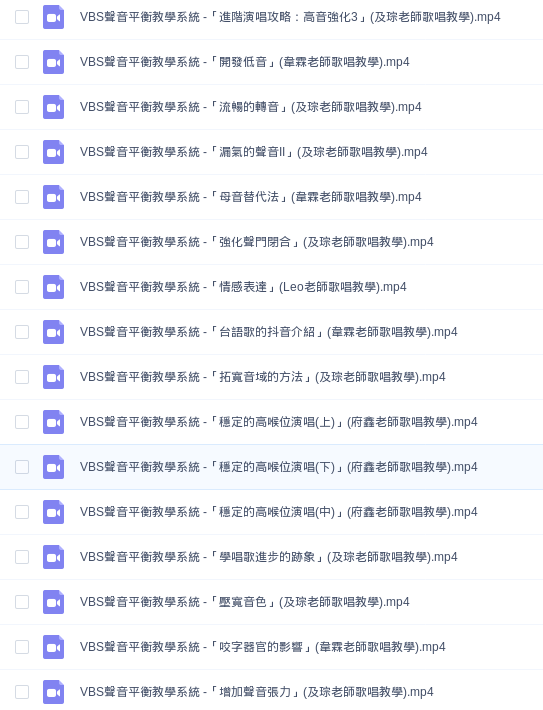 VBS聲音平衡教學系統 -「進階演唱攻略：高音強化3」(及琮老師歌唱教學).mp4
VBS聲音平衡教學系統 -「開發低音」(韋霖老師歌唱教學).mp4
VBS聲音平衡教學系統 -「流暢的轉音」(及琮老師歌唱教學).mp4
VBS聲音平衡教學系統 -「漏氣的聲音II」(及琮老師歌唱教學).mp4
VBS聲音平衡教學系統 -「母音替代法」(韋霖老師歌唱教學).mp4
VBS聲音平衡教學系統 -「強化聲門閉合」(及琮老師歌唱教學).mp4
VBS聲音平衡教學系統 -「情感表達」(Leo老師歌唱教學).mp4
VBS聲音平衡教學系統 -「台語歌的抖音介紹」(韋霖老師歌唱教學).mp4
VBS聲音平衡教學系統 -「拓寬音域的方法」(及琮老師歌唱教學).mp4
VBS聲音平衡教學系統 -「穩定的高喉位演唱(上)」(府鑫老師歌唱教學).mp4
VBS聲音平衡教學系統 -「穩定的高喉位演唱(下)」(府鑫老師歌唱教學).mp4
VBS聲音平衡教學系統 -「穩定的高喉位演唱(中)」(府鑫老師歌唱教學).mp4
VBS聲音平衡教學系統 -「學唱歌進步的跡象」(及琮老師歌唱教學).mp4
VBS聲音平衡教學系統 -「壓寬音色」(及琮老師歌唱教學).mp4
VBS聲音平衡教學系統 -「咬字器官的影響」(韋霖老師歌唱教學).mp4
VBS聲音平衡教學系統 -「增加聲音張力」(及琮老師歌唱教學).mp4